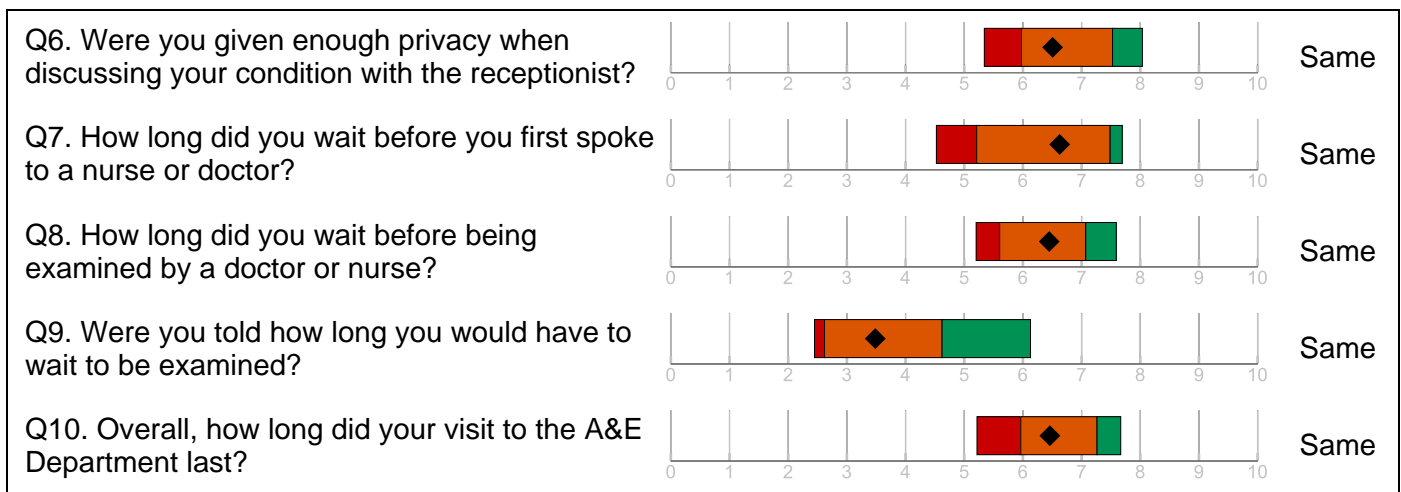 Q6. Were you given enough privacy when
discussing your condition with the receptionist?
0 1 2 3 4 5 6 7 8 9 10
Same
Q7. How long did you wait before you first spoke
to a nurse or doctor?
0 1 2 3 4 5 6 7 8 9 10
Same
Q8. How long did you wait before being
examined by a doctor or nurse?
0 1 2 3 4 5 6 7 8 9 10
Same
Q9. Were you told how long you would have to
wait to be examined?
0 1 2 3 4 5 6 7 8 9 10
Same
Q10. Overall, how long did your visit to the A&E
Department last?
0 1 2 3 4 5 6 7 8 9 10
Same